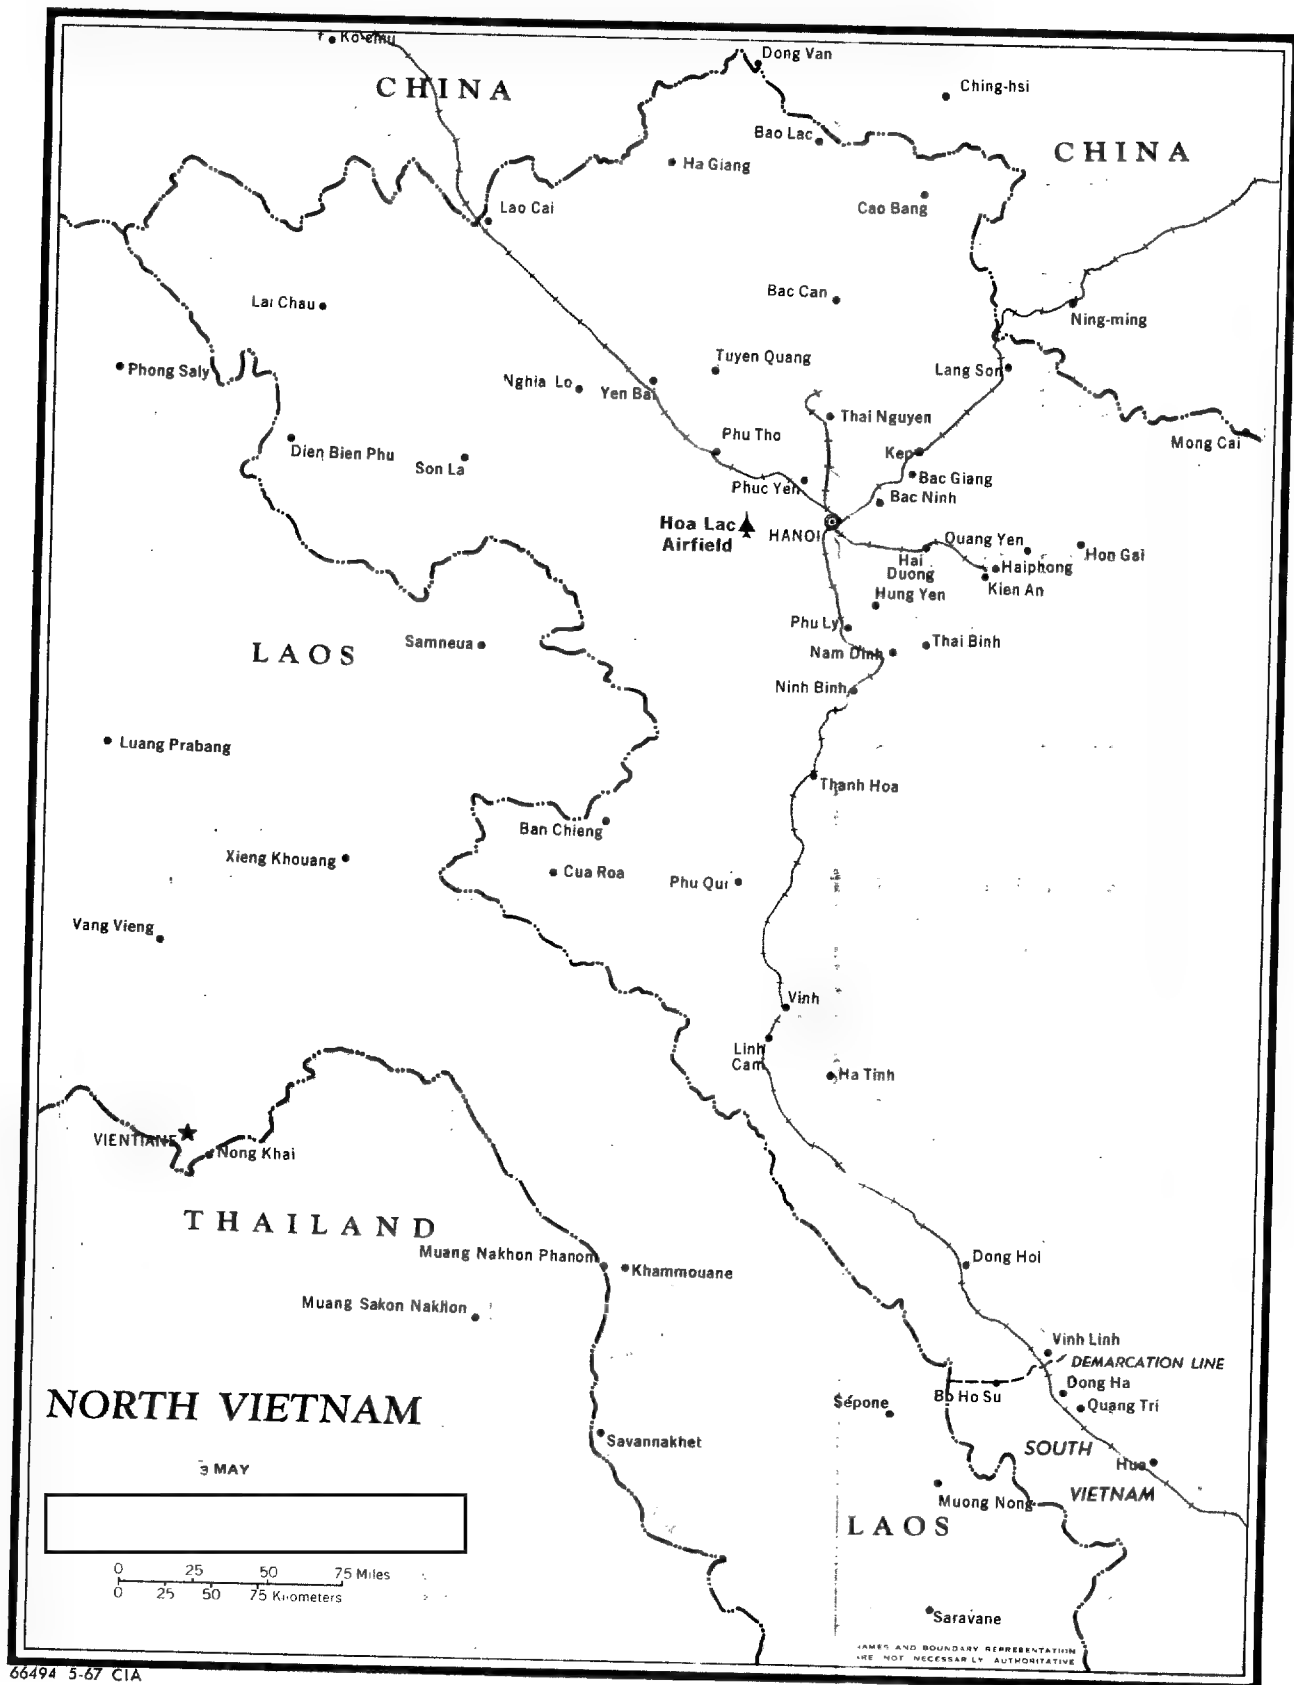 Ko-chiu
Dong Van
CHINA
Ching-hsi
Bao Lac
CHINA
Ha Giang
Lao Cai
Cao Bang
Lai Chau
Bac Can
Ning-ming
Phong Saly
Tuyen Quang
Lang Son
Nghia Lo
Yen Bai
Thai Nguyen
Mong Cai
Phu Tho
Dien Bien Phu
Son La
Kep
Bac Giang
Phuc Yen
Bac Ninh
Hoa Lac
Airfield
HANOI
Quang Yen
Hon Gai
Hai
Duong
Haiphong
Kien An
Hung Yen
Phu Ly
Samneua
LAOS
Nam Dinh
Thai Binh
Ninh Binh
Luang Prabang
Thanh Hoa
Ban Chieng
Xieng Khouang
Cua Roa
Phu Qui
Vang Vieng
Vinh
Linh
Cam
Ha Tinh
VIENTIANE
Nong Khai
THAILAND
Muang Nakhon Phanom
Khammouane
Dong Hoi
Muang Sakon Nakhon
Vinh Linh
DEMARCATION LINE
Dong Ha
NORTH VIETNAM
Sépone
Bo Ho Su
Quang Tri
Savannakhet
SOUTH
Hue
3 MAY
Muong Nong
VIETNAM
LAOS
0 25 50 75 Miles
0 25 50 75 Kilometers
Saravane
NAMES AND BOUNDARY REPRESENTATION
ARE NOT NECESSARILY AUTHORITATIVE
66494 5-67 CIA